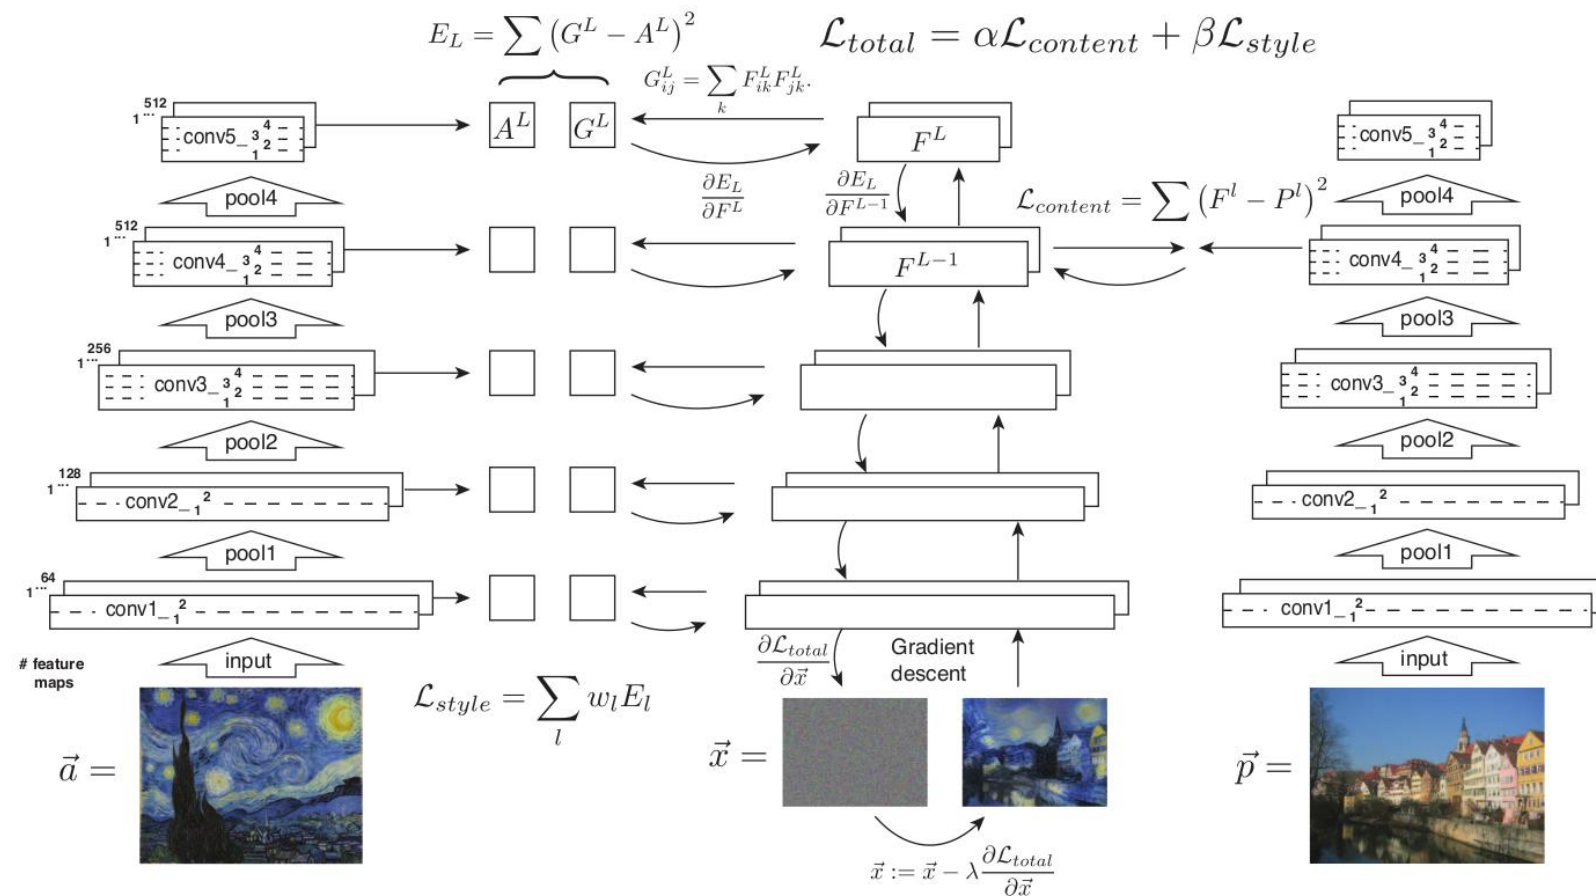 E_L = ∑ (G^L − A^L)^2
𝓛_total = α𝓛_content + β𝓛_style
G^L_ij = ∑_k F^L_ik F^L_jk.
1...512
conv5_ 1 2 3 4
A^L
G^L
F^L
conv5_ 1 2 3 4
∂E_L/∂F^L
∂E_L/∂F^{L−1}
𝓛_content = ∑ (F^l − P^l)^2
pool4
pool4
1...512
conv4_ 1 2 3 4
F^{L−1}
conv4_ 1 2 3 4
pool3
pool3
1...256
conv3_ 1 2 3 4
conv3_ 1 2 3 4
pool2
pool2
1...128
conv2_ 1 2
conv2_ 1 2
pool1
pool1
1...64
conv1_ 1 2
conv1_ 1 2
input
∂𝓛_total/∂x⃗
Gradient
descent
input
# feature
maps
𝓛_style = ∑_l w_l E_l
a⃗ =
x⃗ =
p⃗ =
x⃗ := x⃗ − λ ∂𝓛_total/∂x⃗